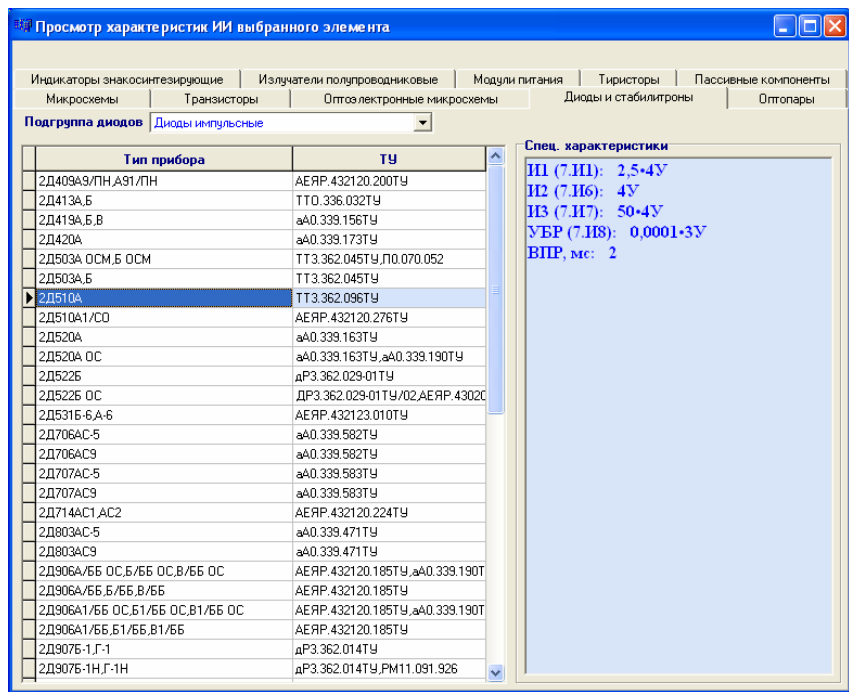 Просмотр характеристик ИИ выбранного элемента
Индикаторы знакосинтезирующие Излучатели полупроводниковые Модули питания Тиристоры Пассивные компоненты
Микросхемы Транзисторы Оптоэлектронные микросхемы Диоды и стабилитроны Оптопары
Подгруппа диодов Диоды импульсные
Тип прибора ТУ
2Д409А9/ПН,А91/ПН АЕЯР.432120.200ТУ
2Д413А,Б ТТ0.336.032ТУ
2Д419А,Б,В аА0.339.156ТУ
2Д420А аА0.339.173ТУ
2Д503А ОСМ,Б ОСМ ТТ3.362.045ТУ,П0.070.052
2Д503А,Б ТТ3.362.045ТУ
2Д510А ТТ3.362.096ТУ
2Д510А1/СО АЕЯР.432120.276ТУ
2Д520А аА0.339.163ТУ
2Д520А ОС аА0.339.163ТУ,аА0.339.190ТУ
2Д522Б дР3.362.029-01ТУ
2Д522Б ОС ДР3.362.029-01ТУ/02,АЕЯР.43020
2Д531Б-6,А-6 АЕЯР.432123.010ТУ
2Д706АС-5 аА0.339.582ТУ
2Д706АС9 аА0.339.582ТУ
2Д707АС-5 аА0.339.583ТУ
2Д707АС9 аА0.339.583ТУ
2Д714АС1,АС2 АЕЯР.432120.224ТУ
2Д803АС-5 аА0.339.471ТУ
2Д803АС9 аА0.339.471ТУ
2Д906А/ББ ОС,Б/ББ ОС,В/ББ ОС АЕЯР.432120.185ТУ,аА0.339.190Т
2Д906А/ББ,Б/ББ,В/ББ АЕЯР.432120.185ТУ
2Д906А1/ББ ОС,Б1/ББ ОС,В1/ББ ОС АЕЯР.432120.185ТУ,аА0.339.190Т
2Д906А1/ББ,Б1/ББ,В1/ББ АЕЯР.432120.185ТУ
2Д907Б-1,Г-1 дР3.362.014ТУ
2Д907Б-1Н,Г-1Н дР3.362.014ТУ,РМ11.091.926
Спец. характеристики
И1 (7.И1): 2,5•4У
И2 (7.И6): 4У
И3 (7.И7): 50•4У
УБР (7.И8): 0,0001•3У
ВПР, мс: 2